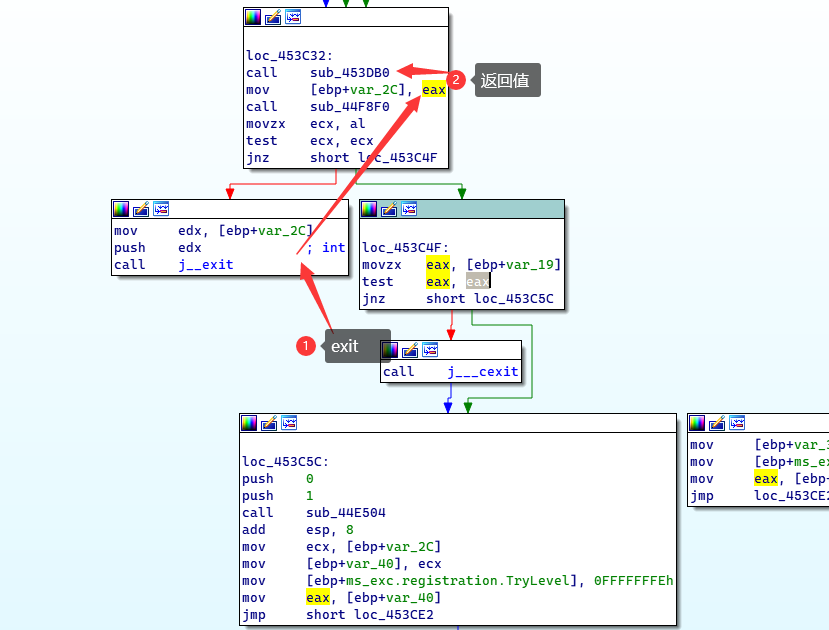 loc_453C32:
call sub_453DB0
mov [ebp+var_2C], eax
call sub_44F8F0
movzx ecx, al
test ecx, ecx
jnz short loc_453C4F
2
返回值
mov edx, [ebp+var_2C]
push edx ; int
call j__exit
loc_453C4F:
movzx eax, [ebp+var_19]
test eax, eax
jnz short loc_453C5C
1
exit
call j___cexit
loc_453C5C:
push 0
push 1
call sub_44E504
add esp, 8
mov ecx, [ebp+var_2C]
mov [ebp+var_40], ecx
mov [ebp+ms_exc.registration.TryLevel], 0FFFFFFFEh
mov eax, [ebp+var_40]
jmp short loc_453CE2
mov [ebp+var_3
mov [ebp+ms_ex
mov eax, [ebp+
jmp loc_453CE2